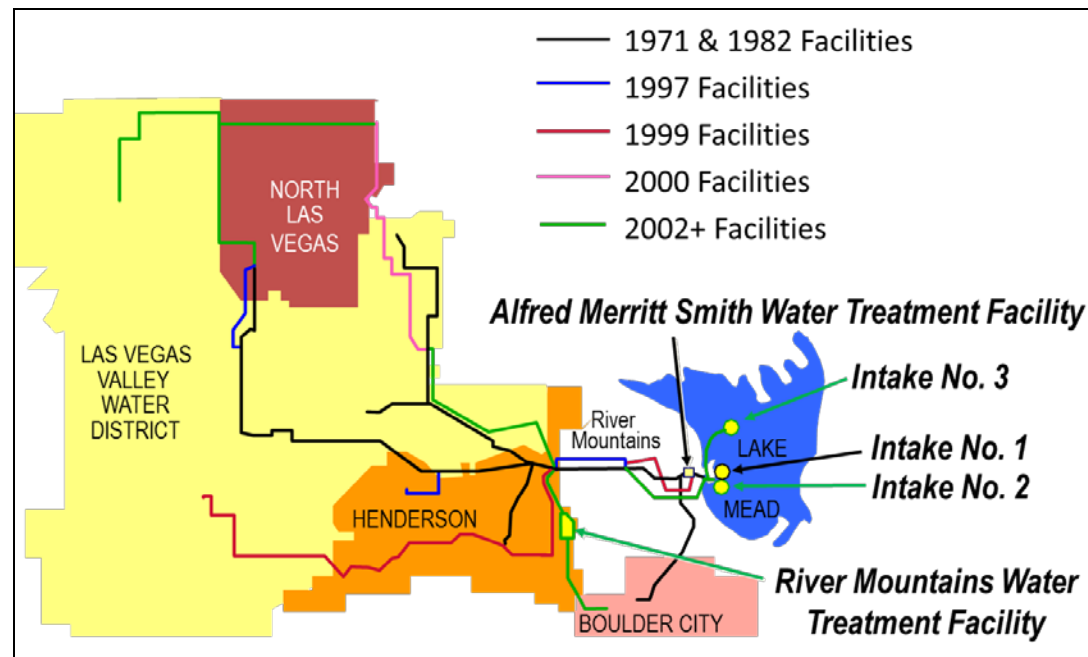 1971 & 1982 Facilities
1997 Facilities
1999 Facilities
2000 Facilities
2002+ Facilities
NORTH
LAS
VEGAS
Alfred Merritt Smith Water Treatment Facility
LAS VEGAS
VALLEY
WATER
DISTRICT
Intake No. 3
River
Mountains
LAKE
Intake No. 1
Intake No. 2
MEAD
HENDERSON
River Mountains Water
Treatment Facility
BOULDER CITY